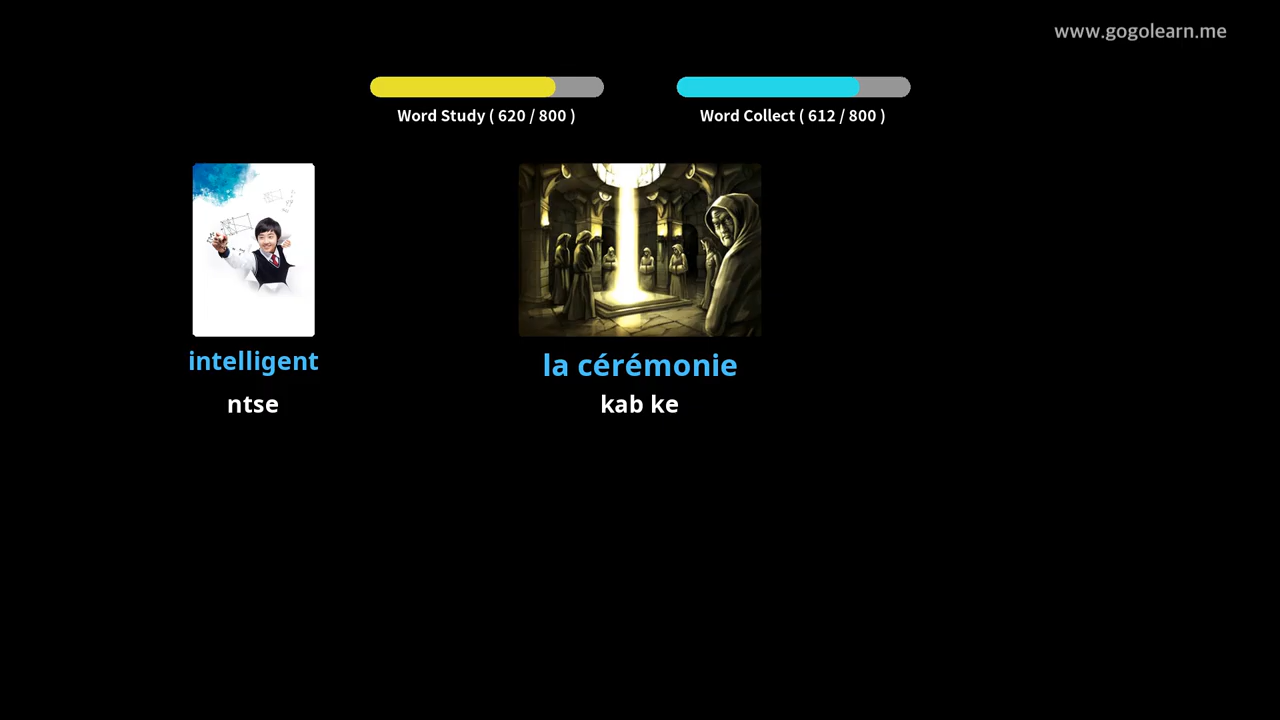 www.gogolearn.me
Word Study ( 620 / 800 )
Word Collect ( 612 / 800 )
intelligent
ntse
la cérémonie
kab ke